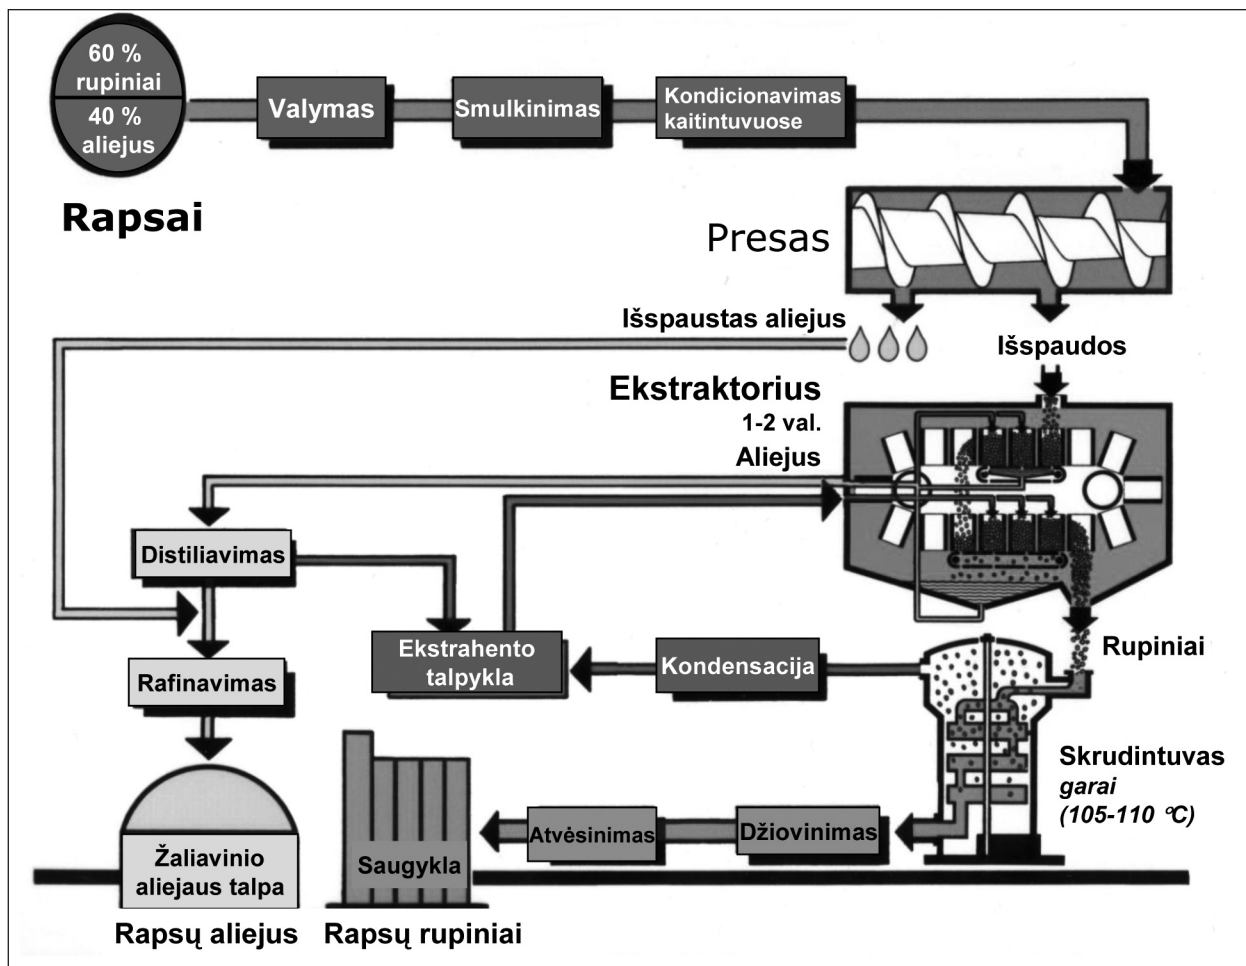 60 %
rupiniai
40 %
aliejus
Rapsai
Valymas
Smulkinimas
Kondicionavimas
kaitintuvuose
Presas
Išspaustas aliejus
Išspaudos
Ekstraktorius
1-2 val.
Aliejus
Distiliavimas
Rafinavimas
Ekstrahento
talpykla
Kondensacija
Rupiniai
Skrudintuvas
garai
(105-110 °C)
Džiovinimas
Atvėsinimas
Saugykla
Žaliavinio
aliejaus talpa
Rapsų aliejus
Rapsų rupiniai